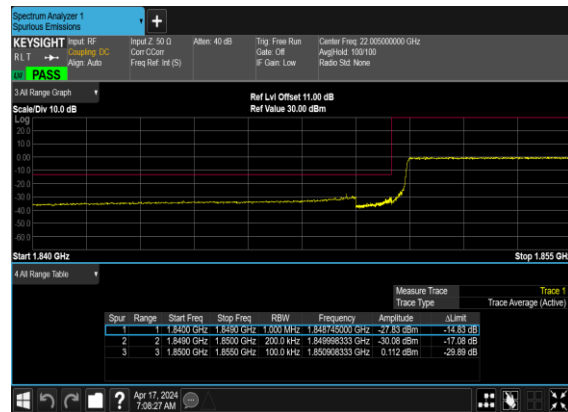 Spectrum Analyzer 1
Spurious Emissions
KEYSIGHT Input: RF Input Z: 50 Ω Atten: 40 dB Trig: Free Run Center Freq: 22.005000000 GHz
RLT Coupling: DC Corr CCorr Gate: Off Avg|Hold: 100/100
Align: Auto Freq Ref: Int (S) IF Gain: Low Radio Std: None
LW PASS
3 All Range Graph
Ref Lvl Offset 11.00 dB
Scale/Div 10.0 dB Ref Value 30.00 dBm
Log
20.0
10.0
0.00
-10.0
-20.0
-30.0
-40.0
-50.0
-60.0
Start 1.840 GHz Stop 1.855 GHz
4 All Range Table
Measure Trace Trace 1
Trace Type Trace Average (Active)
Spur Range Start Freq Stop Freq RBW Frequency Amplitude ΔLimit
1 1 1.8400 GHz 1.8490 GHz 1.000 MHz 1.848745000 GHz -27.83 dBm -14.83 dB
2 2 1.8490 GHz 1.8500 GHz 200.0 kHz 1.849998333 GHz -30.08 dBm -17.08 dB
3 3 1.8500 GHz 1.8550 GHz 100.0 kHz 1.850908333 GHz 0.112 dBm -29.89 dB
? Apr 17, 2024
7:08:27 AM